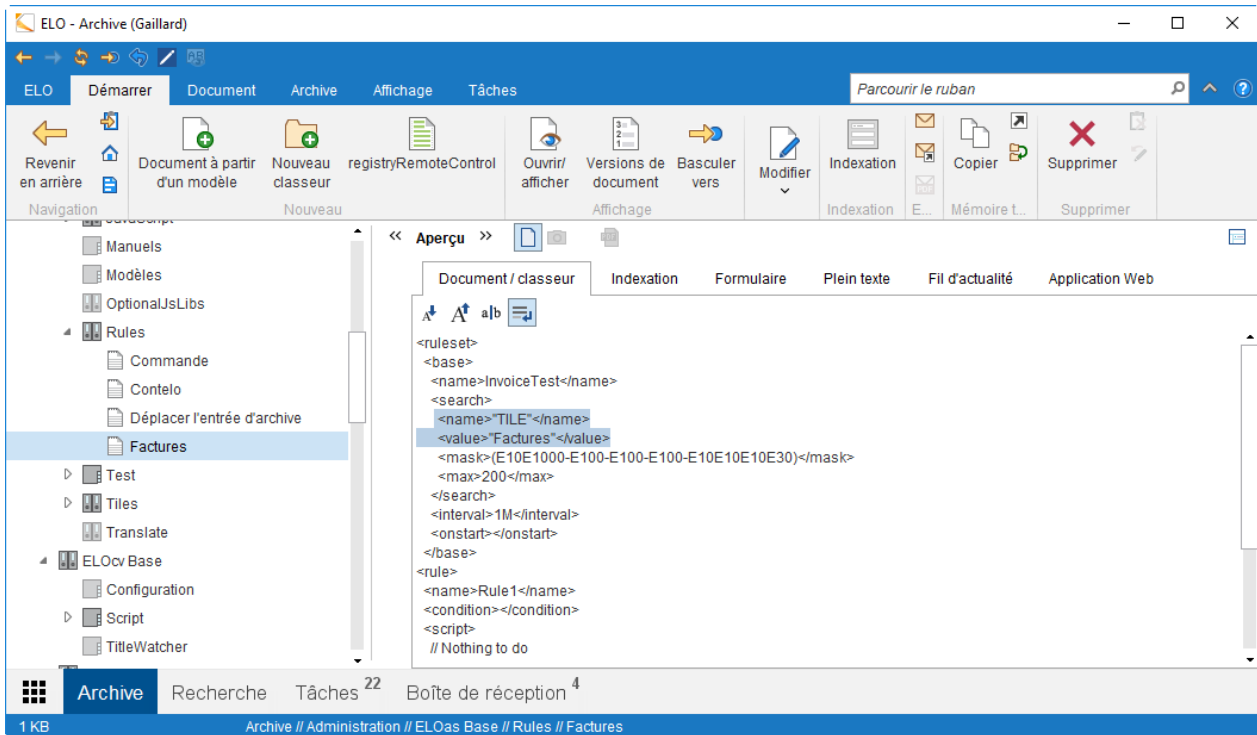 ELO - Archive (Gaillard)
ELO Démarrer Document Archive Affichage Tâches Parcourir le ruban
Revenir en arrière
Document à partir d'un modèle
Nouveau classeur
registryRemoteControl
Ouvrir/ afficher
Versions de document
Basculer vers
Modifier
Indexation
Copier
Supprimer
Navigation Nouveau Affichage Indexation E... Mémoire t... Supprimer
JavaScript
Manuels
Modèles
OptionalJsLibs
Rules
Commande
Contelo
Déplacer l'entrée d'archive
Factures
Test
Tiles
Translate
ELOcv Base
Configuration
Script
TitleWatcher
<< Aperçu >>
Document / classeur Indexation Formulaire Plein texte Fil d'actualité Application Web
A A a|b
<ruleset>
<base>
<name>InvoiceTest</name>
<search>
<name>"TILE"</name>
<value>"Factures"</value>
<mask>(E10E1000-E100-E100-E100-E10E10E10E30)</mask>
<max>200</max>
</search>
<interval>1M</interval>
<onstart></onstart>
</base>
<rule>
<name>Rule1</name>
<condition></condition>
<script>
// Nothing to do
Archive Recherche Tâches 22 Boîte de réception 4
1 KB Archive // Administration // ELOas Base // Rules // Factures